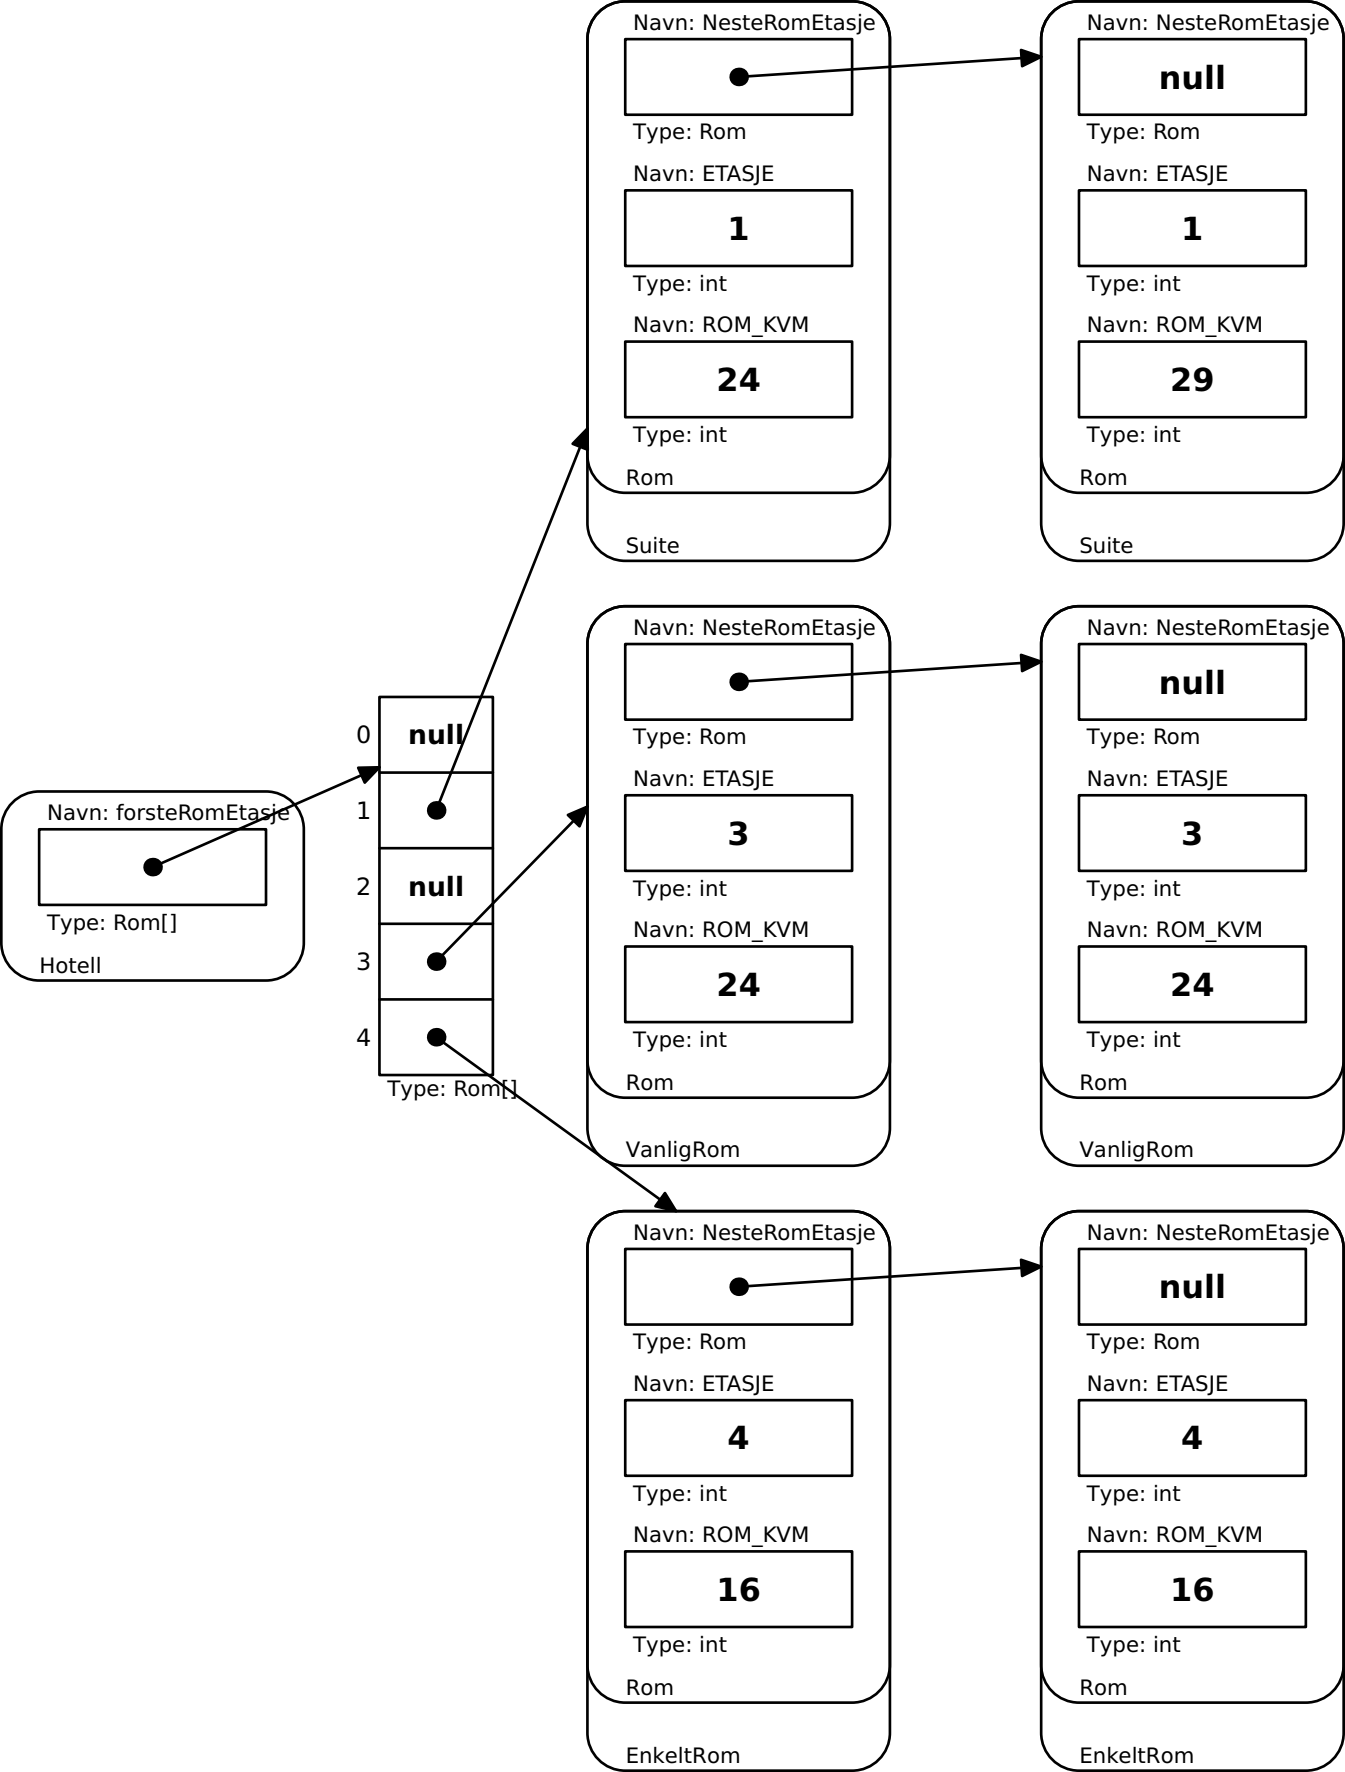 Navn: forsteRomEtasje
Type: Rom[]
Hotell
0
null
1
2
null
3
4
Type: Rom[]
Navn: NesteRomEtasje
Type: Rom
Navn: ETASJE
1
Type: int
Navn: ROM_KVM
24
Type: int
Rom
Suite
Navn: NesteRomEtasje
null
Type: Rom
Navn: ETASJE
1
Type: int
Navn: ROM_KVM
29
Type: int
Rom
Suite
Navn: NesteRomEtasje
Type: Rom
Navn: ETASJE
3
Type: int
Navn: ROM_KVM
24
Type: int
Rom
VanligRom
Navn: NesteRomEtasje
null
Type: Rom
Navn: ETASJE
3
Type: int
Navn: ROM_KVM
24
Type: int
Rom
VanligRom
Navn: NesteRomEtasje
Type: Rom
Navn: ETASJE
4
Type: int
Navn: ROM_KVM
16
Type: int
Rom
EnkeltRom
Navn: NesteRomEtasje
null
Type: Rom
Navn: ETASJE
4
Type: int
Navn: ROM_KVM
16
Type: int
Rom
EnkeltRom